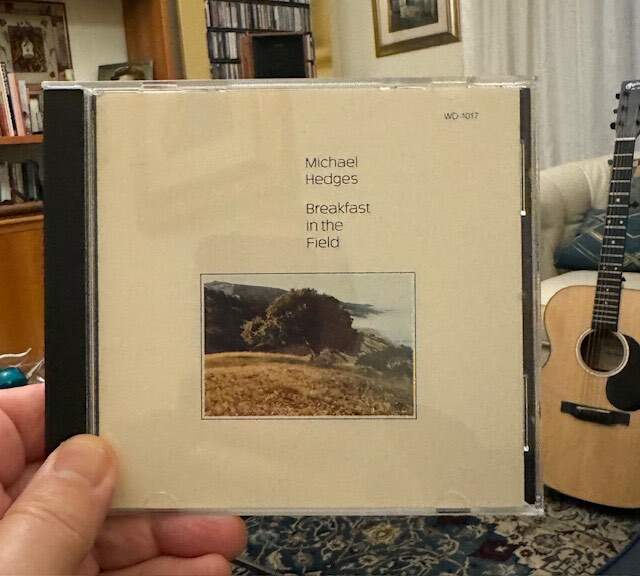 WD-1017
Michael
Hedges
Breakfast
in the
Field